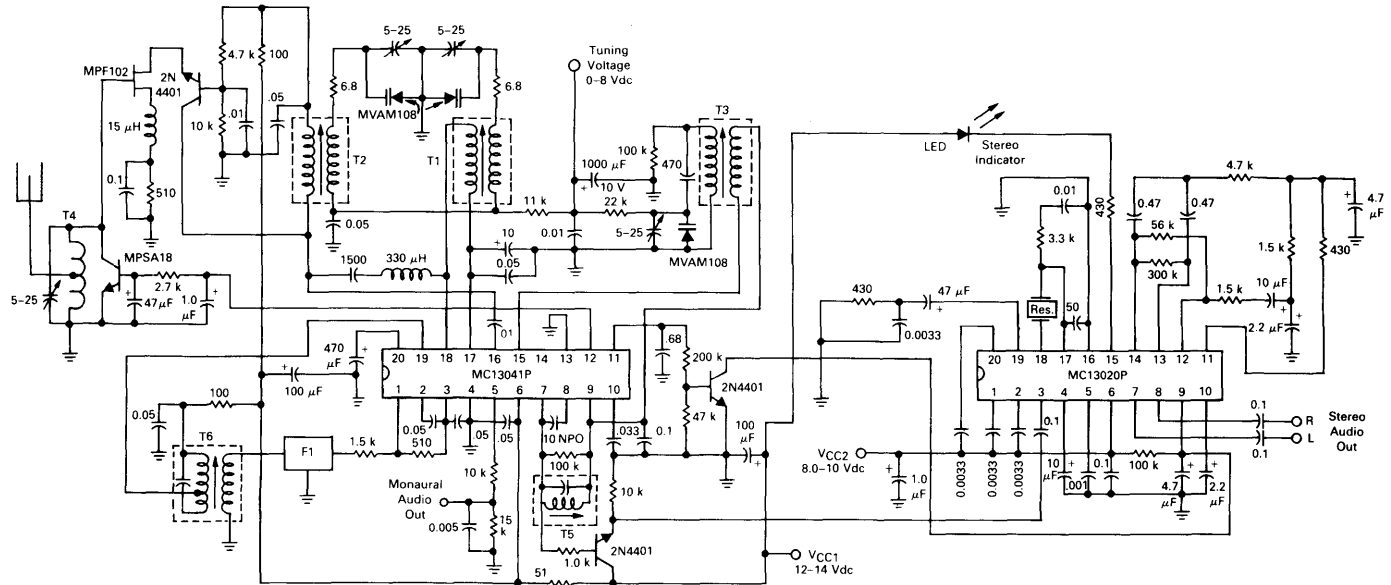 MPF102
2N
4401
4.7 k
100
5-25
5-25
6.8
6.8
MVAM108
.05
.01
10 k
15 μH
0.1
510
T4
MPSA18
5-25
2.7 k
47 μF
1.0
μF
T2
T1
0.05
1500
330 μH
11 k
Tuning
Voltage
0-8 Vdc
1000 μF
10 V
100 k
470
22 k
0.01
5-25
MVAM108
10
0.05
T3
LED
Stereo
Indicator
430
0.01
3.3 k
Res.
50
0.47
0.47
4.7 k
56 k
300 k
1.5 k
1.5 k
10 μF
2.2 μF
430
4.7
μF
430
47 μF
0.0033
470
μF
100 μF
.01
20 19 18 17 16 15 14 13 12 11
MC13041P
1 2 3 4 5 6 7 8 9 10
.68
200 k
47 k
2N4401
100
μF
20 19 18 17 16 15 14 13 12 11
MC13020P
1 2 3 4 5 6 7 8 9 10
0.05
100
T6
F1
1.5 k
0.05
510
.05
.05
10 NPO
100 k
T5
1.0 k
.033
0.1
10 k
2N4401
10 k
15
k
Monaural
Audio
Out
0.005
51
VCC1
12-14 Vdc
VCC2
8.0-10 Vdc
1.0
μF
0.0033
0.0033
0.0033
0.1
10
μF
.001
0.1
100 k
4.7
μF
2.2
μF
0.1
R
L
0.1
Stereo
Audio
Out